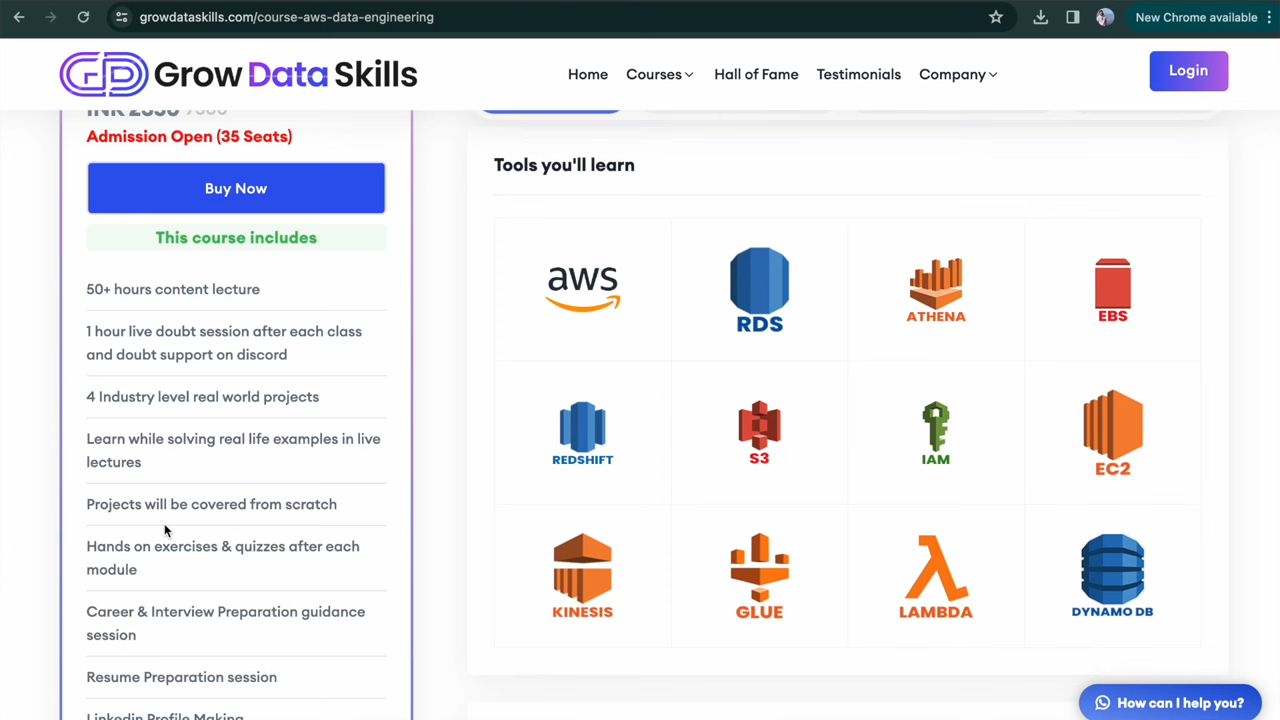 growdataskills.com/course-aws-data-engineering
New Chrome available
Grow Data Skills
Home
Courses
Hall of Fame
Testimonials
Company
Login
INR
Admission Open (35 Seats)
Buy Now
This course includes
50+ hours content lecture
1 hour live doubt session after each class
and doubt support on discord
4 Industry level real world projects
Learn while solving real life examples in live
lectures
Projects will be covered from scratch
Hands on exercises & quizzes after each
module
Career & Interview Preparation guidance
session
Resume Preparation session
Linkedin Profile Making
Tools you'll learn
aws
RDS
ATHENA
EBS
REDSHIFT
S3
IAM
EC2
KINESIS
GLUE
LAMBDA
DYNAMO DB
How can I help you?